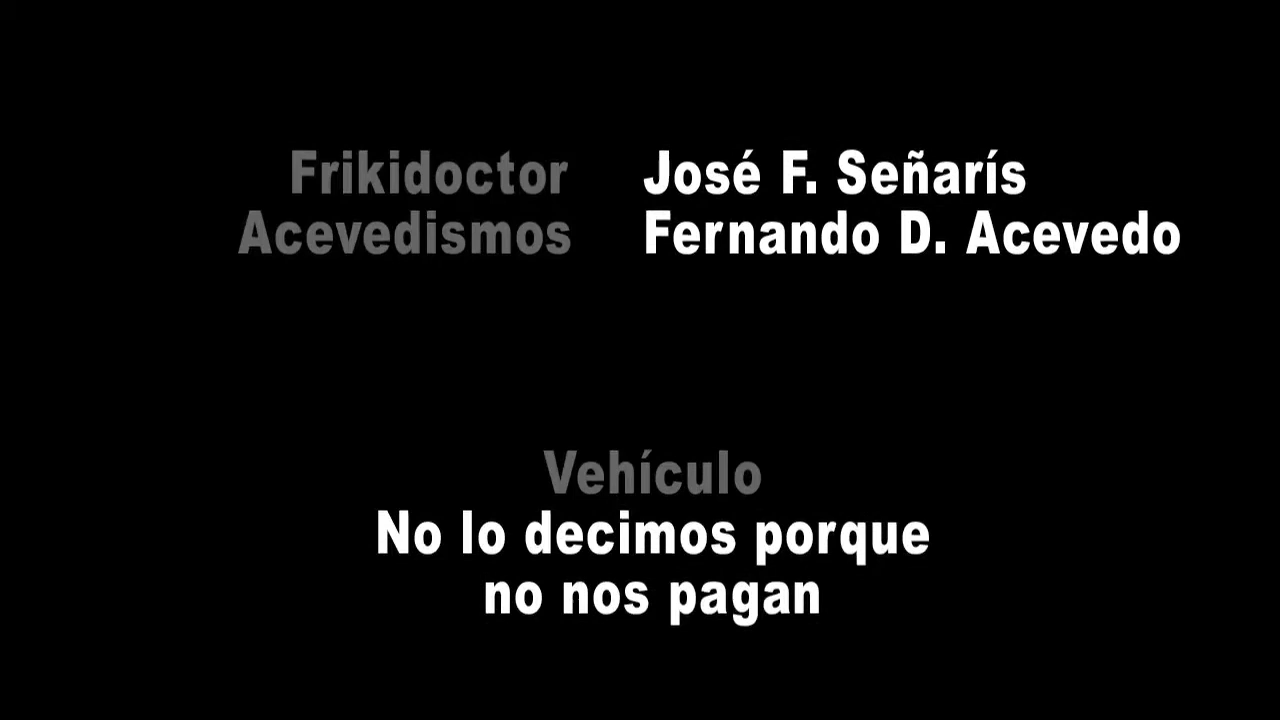 Frikidoctor José F. Señarís
Acevedismos Fernando D. Acevedo
Vehículo
No lo decimos porque
no nos pagan